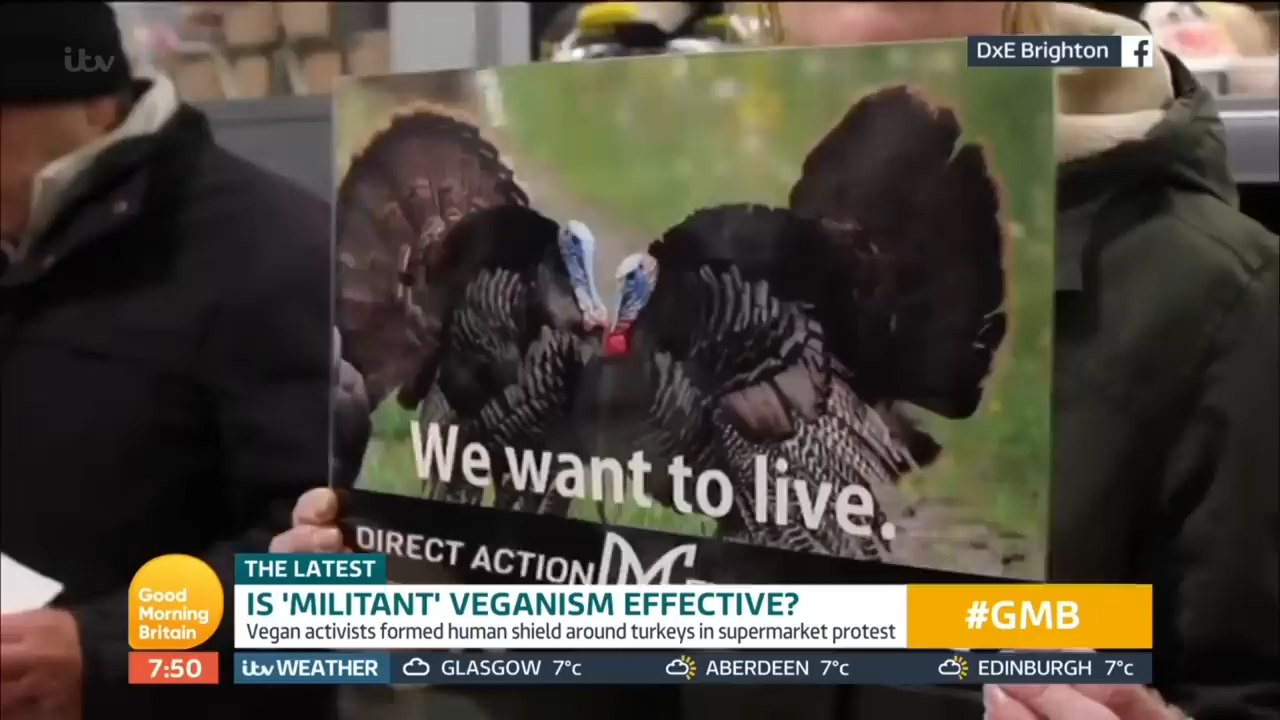 itv
DxE Brighton
We want to live.
DIRECT ACTION
THE LATEST
IS 'MILITANT' VEGANISM EFFECTIVE?
Vegan activists formed human shield around turkeys in supermarket protest
#GMB
Good
Morning
Britain
7:50
itv WEATHER
GLASGOW 7°c
ABERDEEN 7°c
EDINBURGH 7°c